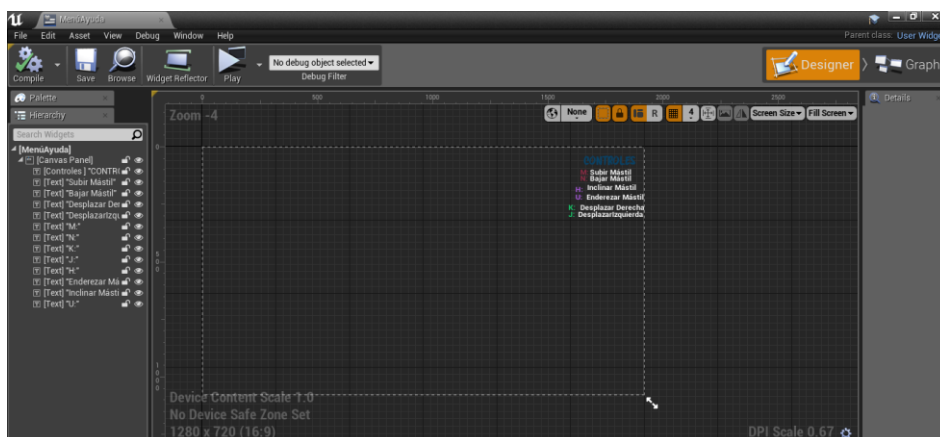 MenúAyuda
File Edit Asset View Debug Window Help
Parent class: User Widge
Compile
Save
Browse
Widget Reflector
Play
No debug object selected
Debug Filter
Designer
Graph
Palette
Hierarchy
Search Widgets
[MenúAyuda]
[Canvas Panel]
[Controles ] "CONTR
[Text] "Subir Mástil"
[Text] "Bajar Mástil"
[Text] "Desplazar Der
[Text] "DesplazarIzqu
[Text] "M:"
[Text] "N:"
[Text] "K:"
[Text] "J:"
[Text] "H:"
[Text] "Enderezar Má
[Text] "Inclinar Másti
[Text] "U:"
0 500 1000 1500 2000 2500
Zoom -4
None
R
4
Screen Size
Fill Screen
0
500
1000
CONTROLES
M: Subir Mástil
N: Bajar Mástil
H: Inclinar Mástil
U: Enderezar Mástil
K: Desplazar Derecha
J: DesplazarIzquierda
Device Content Scale 1.0
No Device Safe Zone Set
1280 x 720 (16:9)
DPI Scale 0.67
Details